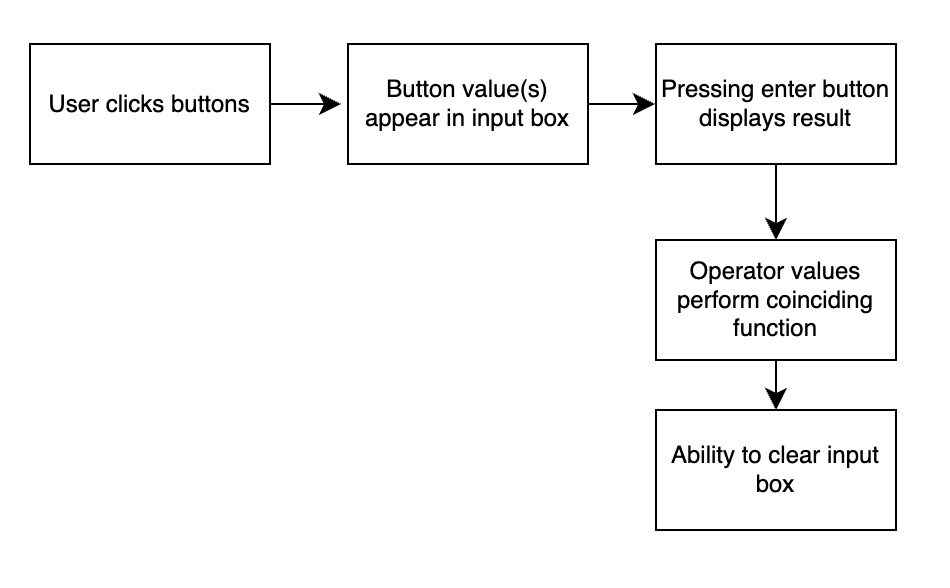 User clicks buttons
Button value(s)
appear in input box
Pressing enter button
displays result
Operator values
perform coinciding
function
Ability to clear input
box